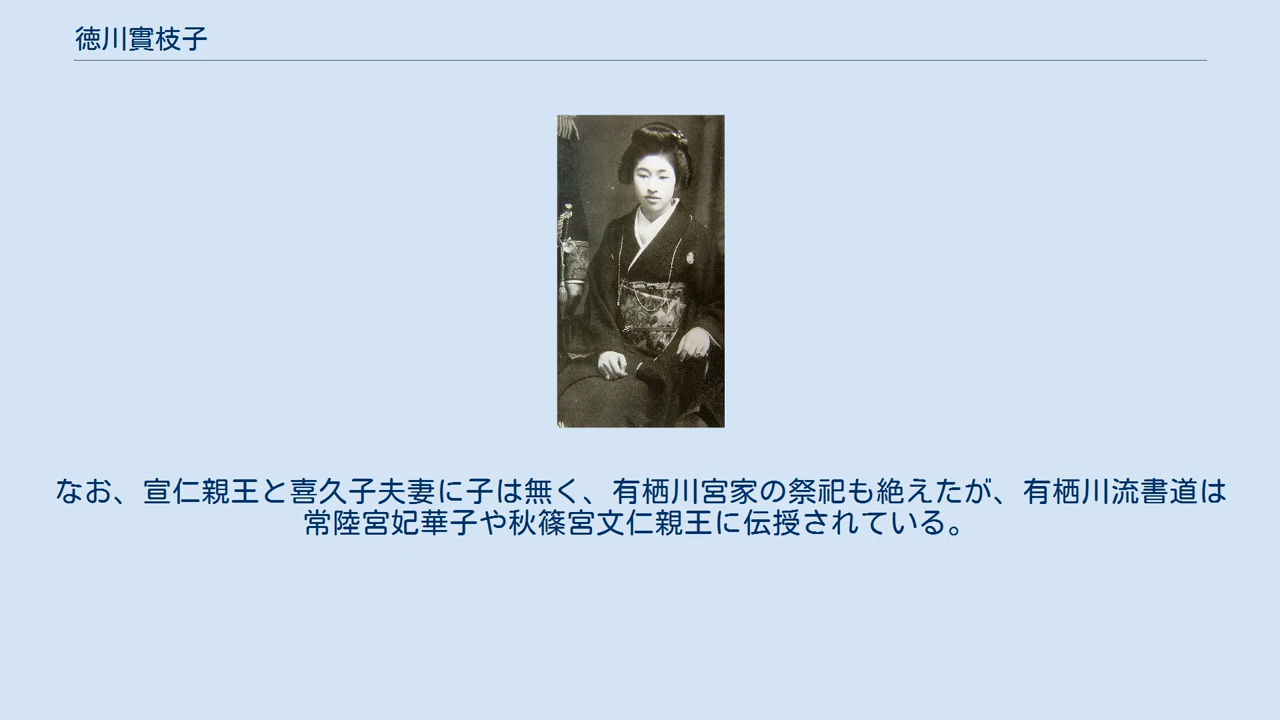 徳川實枝子
なお、宣仁親王と喜久子夫妻に子は無く、有栖川宮家の祭祀も絶えたが、有栖川流書道は
常陸宮妃華子や秋篠宮文仁親王に伝授されている。